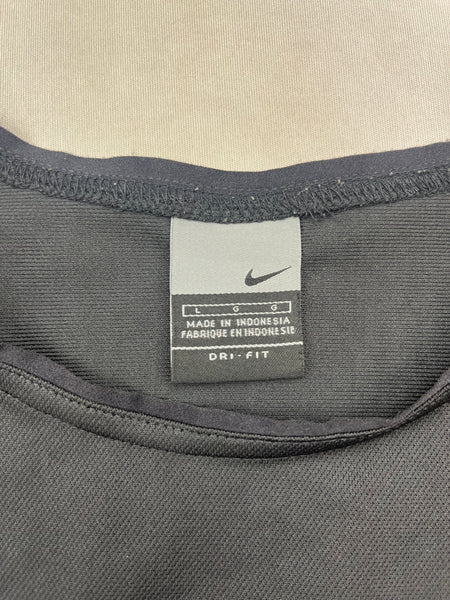 L G G
MADE IN INDONESIA
FABRIQUE EN INDONESIE
DRI-FIT